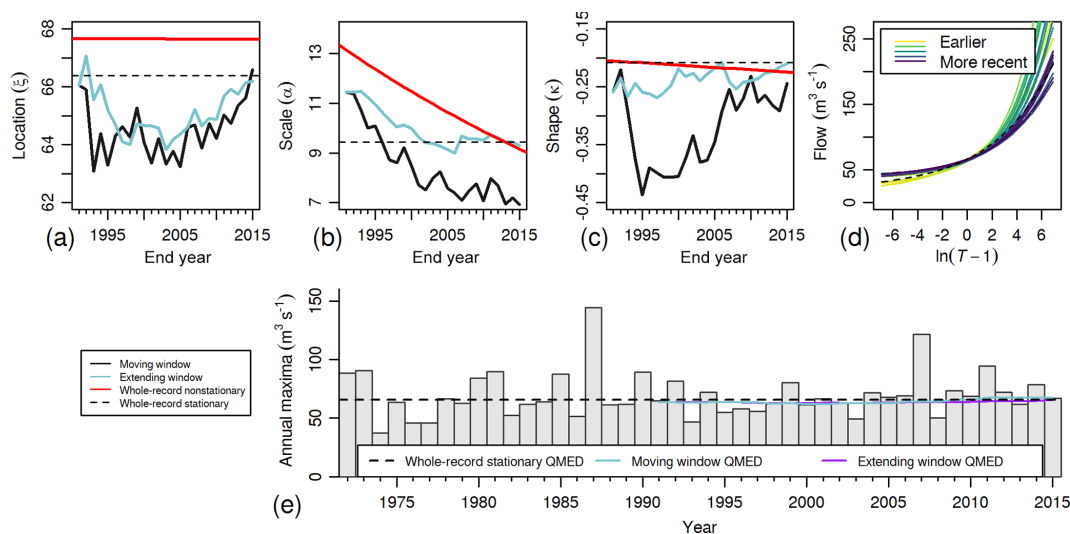 Location (ξ)
62 64 66 68
1995 2005 2015
End year
(a)
Scale (α)
7 9 11 13
1995 2005 2015
End year
(b)
Shape (κ)
-0.45 -0.35 -0.25 -0.15
1995 2005 2015
End year
(c)
Flow (m³ s⁻¹)
0 50 150 250
Earlier
More recent
-6 -4 -2 0 2 4 6
ln(T−1)
(d)
Moving window
Extending window
Whole-record nonstationary
Whole-record stationary
Annual maxima (m³ s⁻¹)
0 50 100 150
Whole-record stationary QMED
Moving window QMED
Extending window QMED
1975 1980 1985 1990 1995 2000 2005 2010 2015
Year
(e)